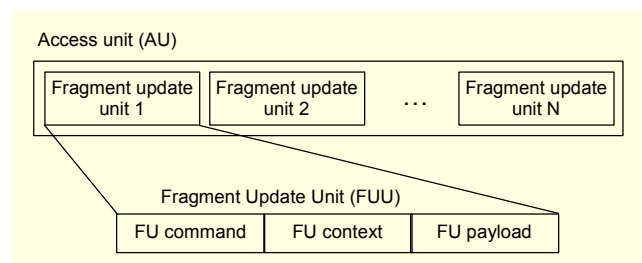 Access unit (AU)
Fragment update
unit 1
Fragment update
unit 2
...
Fragment update
unit N
Fragment Update Unit (FUU)
FU command
FU context
FU payload